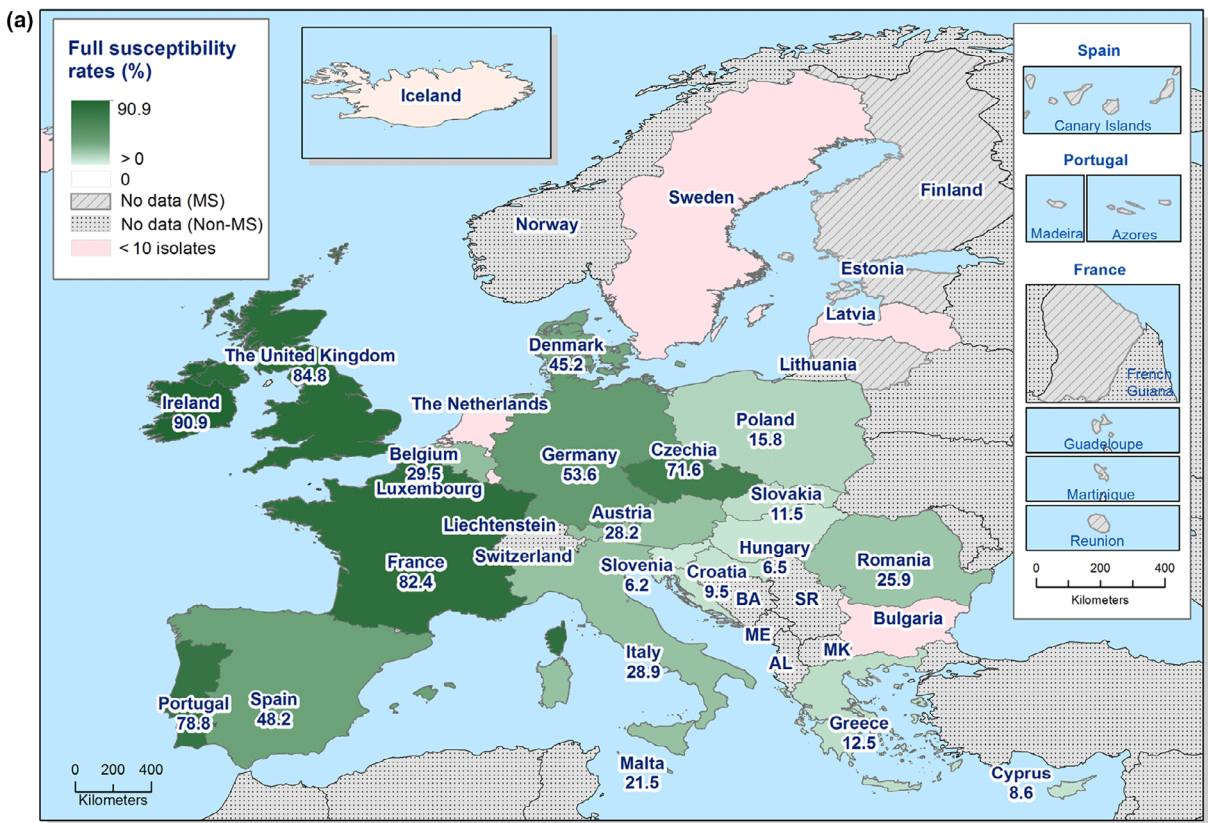 (a)
Full susceptibility
rates (%)
90.9
> 0
0
No data (MS)
No data (Non-MS)
< 10 isolates
Iceland
Spain
Canary Islands
Portugal
Madeira
Azores
France
French
Guiana
Guadeloupe
Martinique
Reunion
0 200 400
Kilometers
Norway
Sweden
Finland
Estonia
Latvia
Lithuania
Denmark
45.2
The United Kingdom
84.8
Ireland
90.9
The Netherlands
Belgium
29.5
Luxembourg
Germany
53.6
Poland
15.8
Czechia
71.6
Slovakia
11.5
Austria
28.2
Liechtenstein
Switzerland
France
82.4
Slovenia
6.2
Hungary
6.5
Croatia
9.5
BA
SR
Romania
25.9
Bulgaria
ME
MK
AL
Italy
28.9
Portugal
78.8
Spain
48.2
Greece
12.5
Malta
21.5
Cyprus
8.6
0 200 400
Kilometers